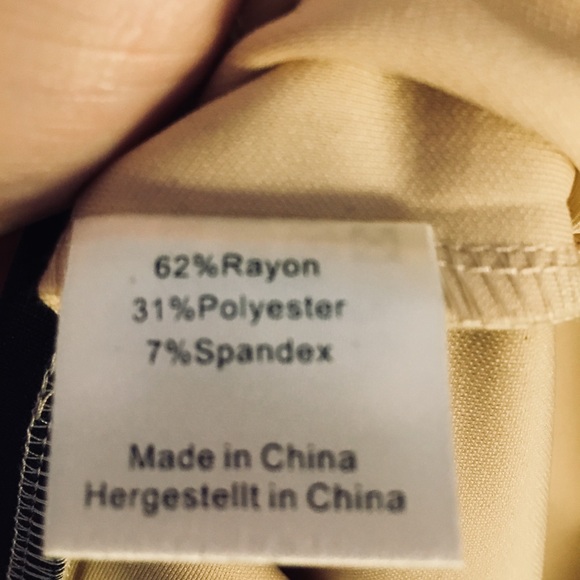 62%Rayon
31%Polyester
7%Spandex
Made in China
Hergestellt in China